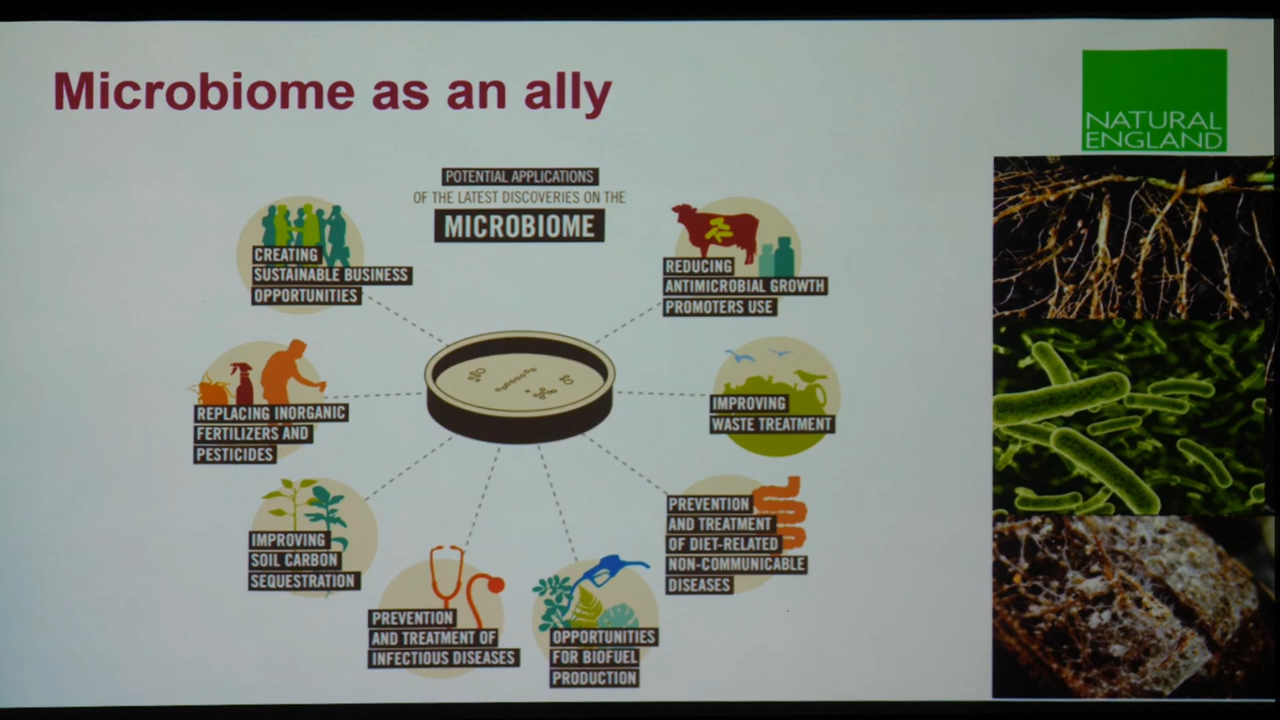 Microbiome as an ally
NATURAL
ENGLAND
POTENTIAL APPLICATIONS
OF THE LATEST DISCOVERIES ON THE
MICROBIOME
CREATING
SUSTAINABLE BUSINESS
OPPORTUNITIES
REDUCING
ANTIMICROBIAL GROWTH
PROMOTERS USE
REPLACING INORGANIC
FERTILIZERS AND
PESTICIDES
IMPROVING
WASTE TREATMENT
IMPROVING
SOIL CARBON
SEQUESTRATION
PREVENTION
AND TREATMENT
OF DIET-RELATED
NON-COMMUNICABLE
DISEASES
PREVENTION
AND TREATMENT OF
INFECTIOUS DISEASES
OPPORTUNITIES
FOR BIOFUEL
PRODUCTION